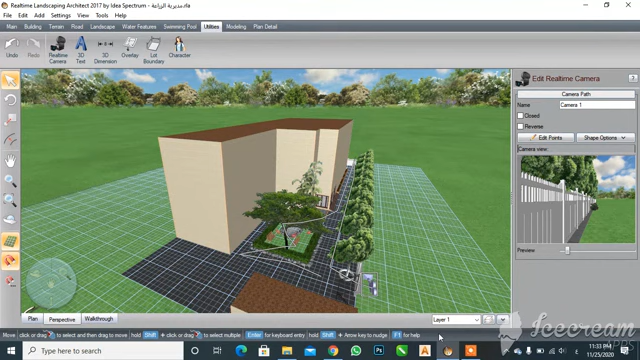 Realtime Landscaping Architect 2017 by Idea Spectrum - مديرية الزراعة.rla
File Edit Add Settings View Tools Help
Main Building Terrain Road Landscape Water Features Swimming Pool Utilities Modeling Plan Detail
Undo Redo Realtime Camera 3D Text 3D Dimension Overlay Lot Boundary Character
Edit Realtime Camera
Camera Path
Name Camera 1
Closed
Reverse
Edit Points Shape Options
Camera view:
Preview
Plan Perspective Walkthrough
Layer 1
Move click or drag to select and then drag to move hold Shift + click or drag to select multiple Enter for keyboard entry hold Shift + Arrow key to nudge F1 for help
Icecream
Apps
Type here to search
11:33 PM
11/25/2020